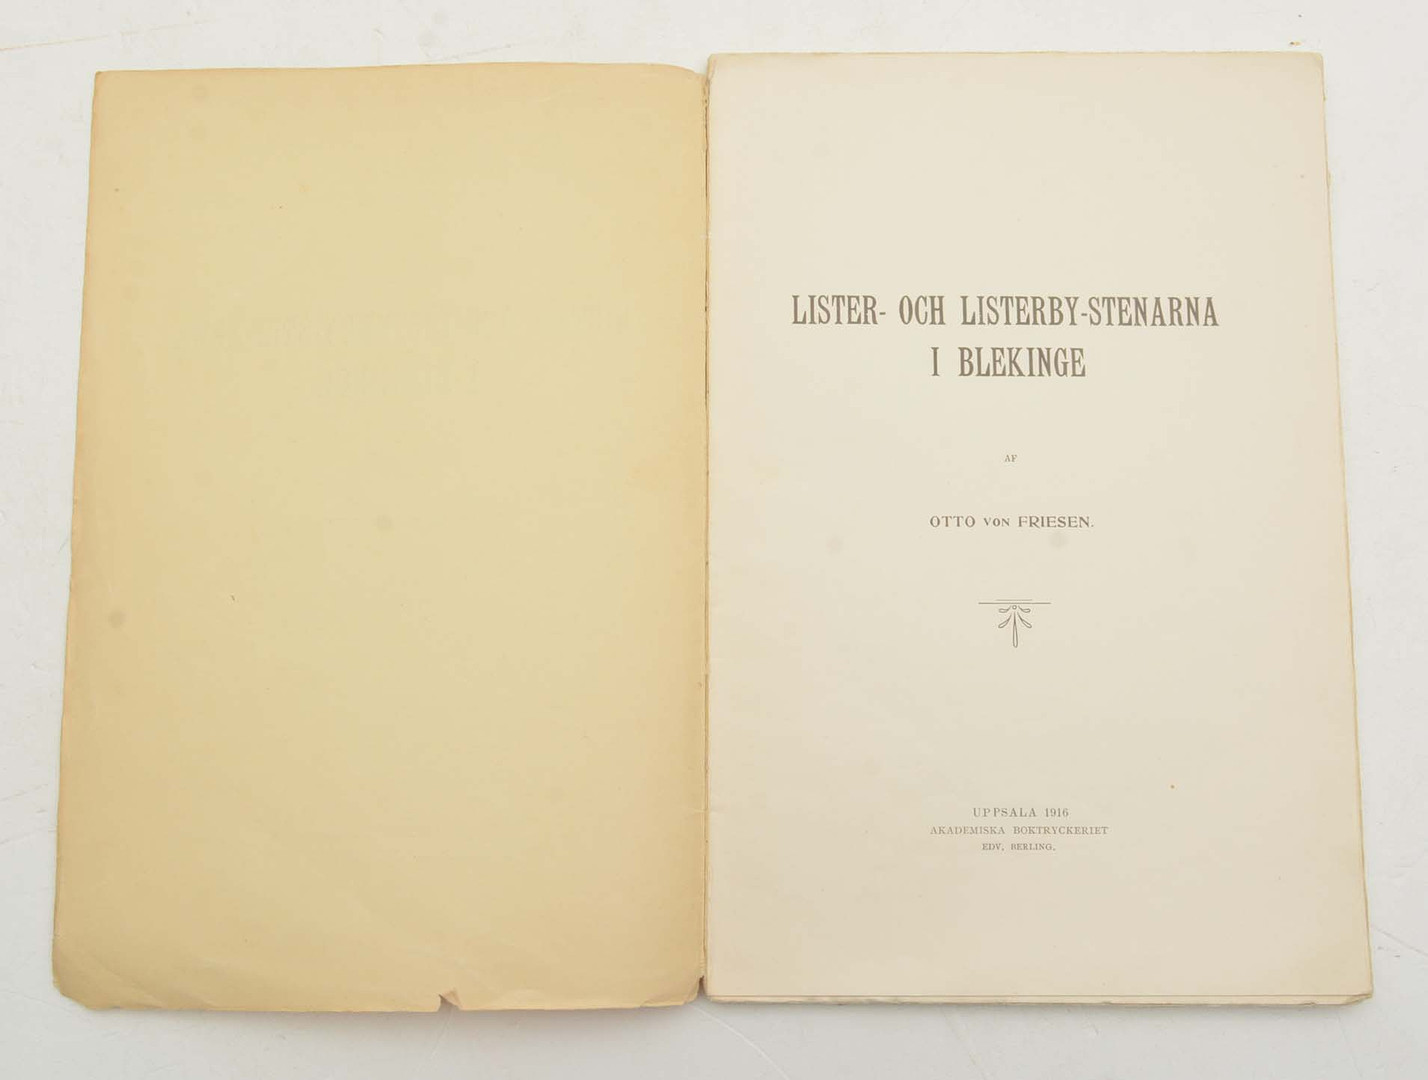 LISTER- OCH LISTERBY-STENARNA
I BLEKINGE
AF
OTTO VON FRIESEN.
UPPSALA 1916
AKADEMISKA BOKTRYCKERIET
EDV. BERLING.